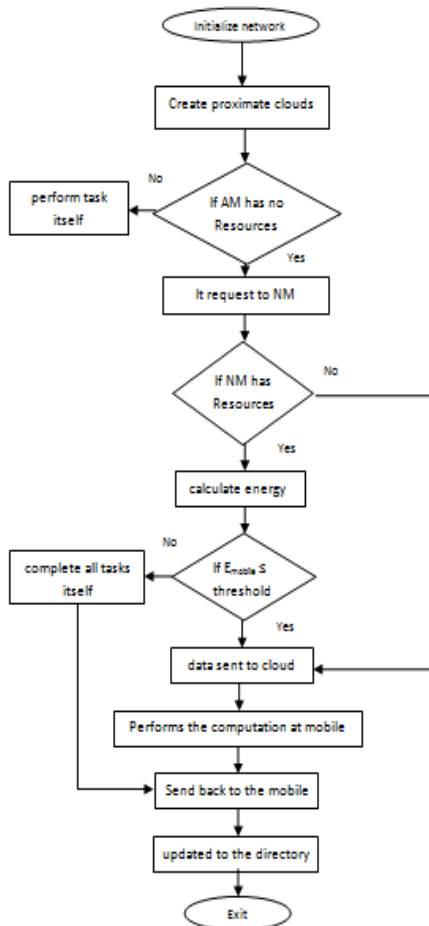 Initialize network
Create proximate clouds
No
If AM has no
Resources
perform task
itself
Yes
It request to NM
No
If NM has
Resources
Yes
calculate energy
No
If Emobile ≤
threshold
complete all tasks
itself
Yes
data sent to cloud
Performs the computation at mobile
Send back to the mobile
updated to the directory
Exit